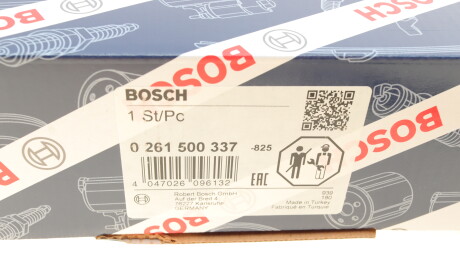 BOSCH
BOSCH
BOSCH
1 St/Pc
0 261 500 337
-825
4 047026 096132
EAC
Robert Bosch GmbH
Auf der Breit 4
76227 Karlsruhe
GERMANY
Made in Turkey
Fabriqué en Turquie
BOSCH